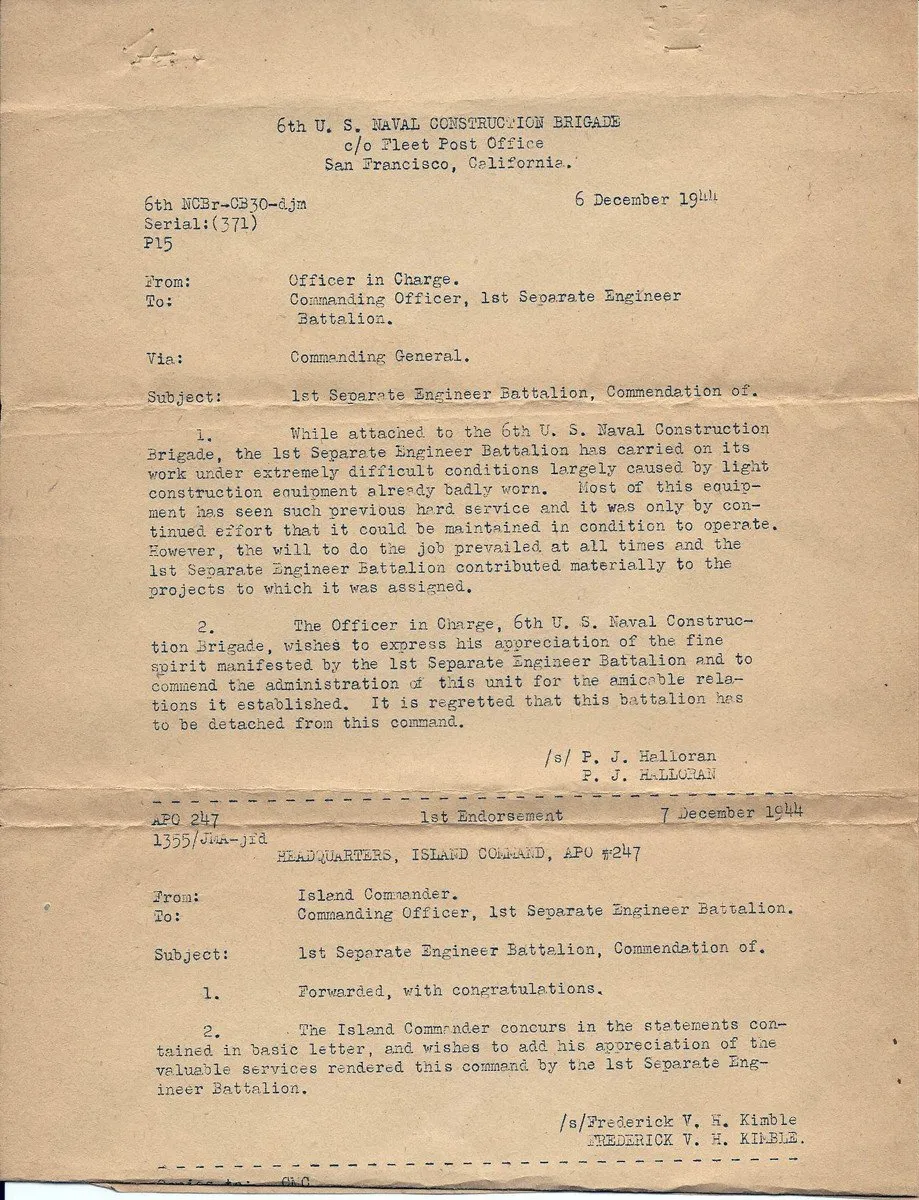 6th U. S. NAVAL CONSTRUCTION BRIGADE
c/o Fleet Post Office
San Francisco, California.
6th NCBr-CB30-djm 6 December 1944
Serial:(371)
P15
From: Officer in Charge.
To: Commanding Officer, 1st Separate Engineer
Battalion.
Via: Commanding General.
Subject: 1st Separate Engineer Battalion, Commendation of.
1. While attached to the 6th U. S. Naval Construction
Brigade, the 1st Separate Engineer Battalion has carried on its
work under extremely difficult conditions largely caused by light
construction equipment already badly worn. Most of this equip-
ment has seen such previous hard service and it was only by con-
tinued effort that it could be maintained in condition to operate.
However, the will to do the job prevailed at all times and the
1st Separate Engineer Battalion contributed materially to the
projects to which it was assigned.
2. The Officer in Charge, 6th U. S. Naval Construc-
tion Brigade, wishes to express his appreciation of the fine
spirit manifested by the 1st Separate Engineer Battalion and to
commend the administration of this unit for the amicable rela-
tions it established. It is regretted that this battalion has
to be detached from this command.
/s/ P. J. Halloran
P. J. HALLORAN
APO 247 1st Endorsement 7 December 1944
1355/JMA-jfd
HEADQUARTERS, ISLAND COMMAND, APO #247
From: Island Commander.
To: Commanding Officer, 1st Separate Engineer Battalion.
Subject: 1st Separate Engineer Battalion, Commendation of.
1. Forwarded, with congratulations.
2. The Island Commander concurs in the statements con-
tained in basic letter, and wishes to add his appreciation of the
valuable services rendered this command by the 1st Separate Eng-
ineer Battalion.
/s/Frederick V. H. Kimble
FREDERICK V. H. KIMBLE.